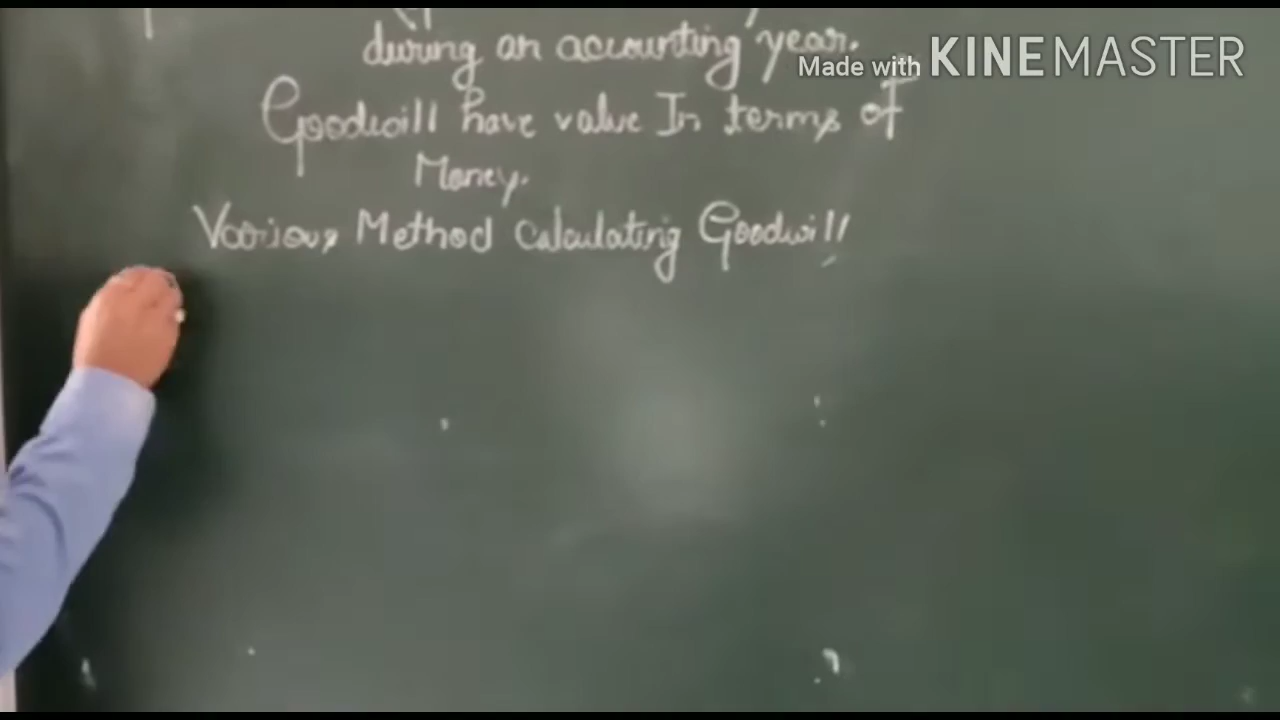 during an accounting year.
Made with KINEMASTER
Goodwill have value In terms of
Money.
Various Method Calculating Goodwill